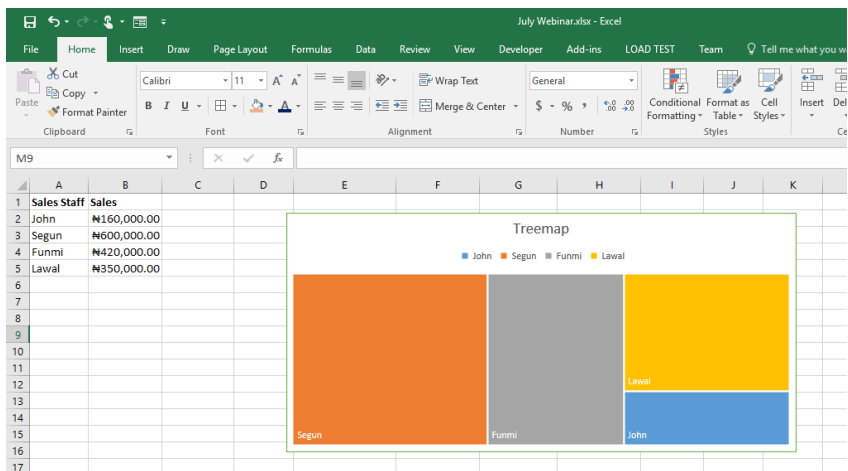 July Webinar.xlsx - Excel
File Home Insert Draw Page Layout Formulas Data Review View Developer Add-ins LOAD TEST Team Tell me what you
Paste Cut Calibri 11 A A Wrap Text General Conditional Formatting Format as Table Cell Styles Insert
Copy
Format Painter B I U A Merge & Center $ % , .0 .00 .00 .0
Clipboard Font Alignment Number Styles
M9 fx
A B C D E F G H I J K
1 Sales Staff Sales
2 John ₦160,000.00
3 Segun ₦600,000.00
4 Funmi ₦420,000.00
5 Lawal ₦350,000.00
6
7
8
9
10
11
12
13
14
15
16
17
Treemap
John Segun Funmi Lawal
Lawal
Segun Funmi John